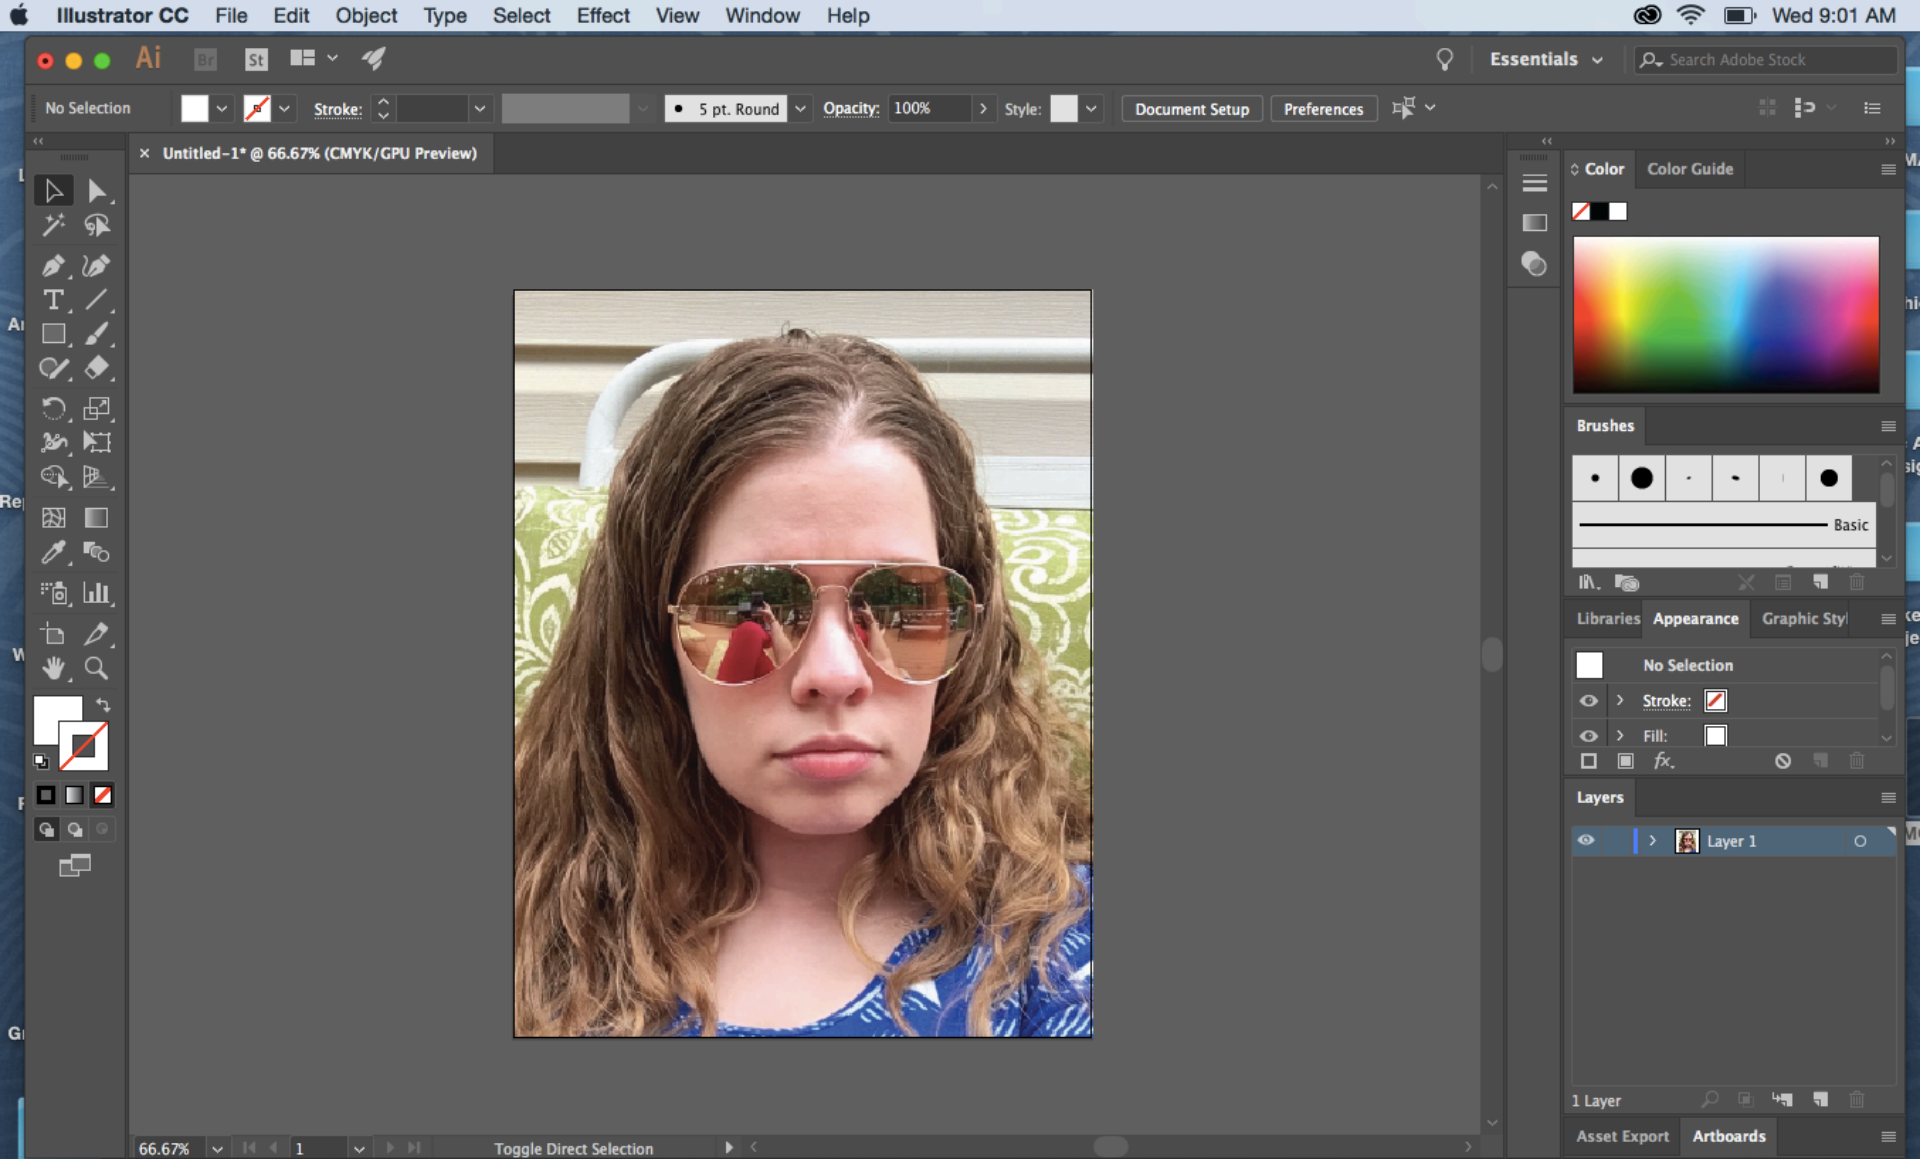 Illustrator CC File Edit Object Type Select Effect View Window Help Wed 9:01 AM
Ai Br St Essentials Search Adobe Stock
No Selection Stroke: 5 pt. Round Opacity: 100% Style: Document Setup Preferences
× Untitled-1* @ 66.67% (CMYK/GPU Preview)
Color Color Guide
Brushes
Basic
Libraries Appearance Graphic Styl
No Selection
Stroke:
Fill:
fx.
Layers
Layer 1
1 Layer
Asset Export Artboards
66.67% 1 Toggle Direct Selection